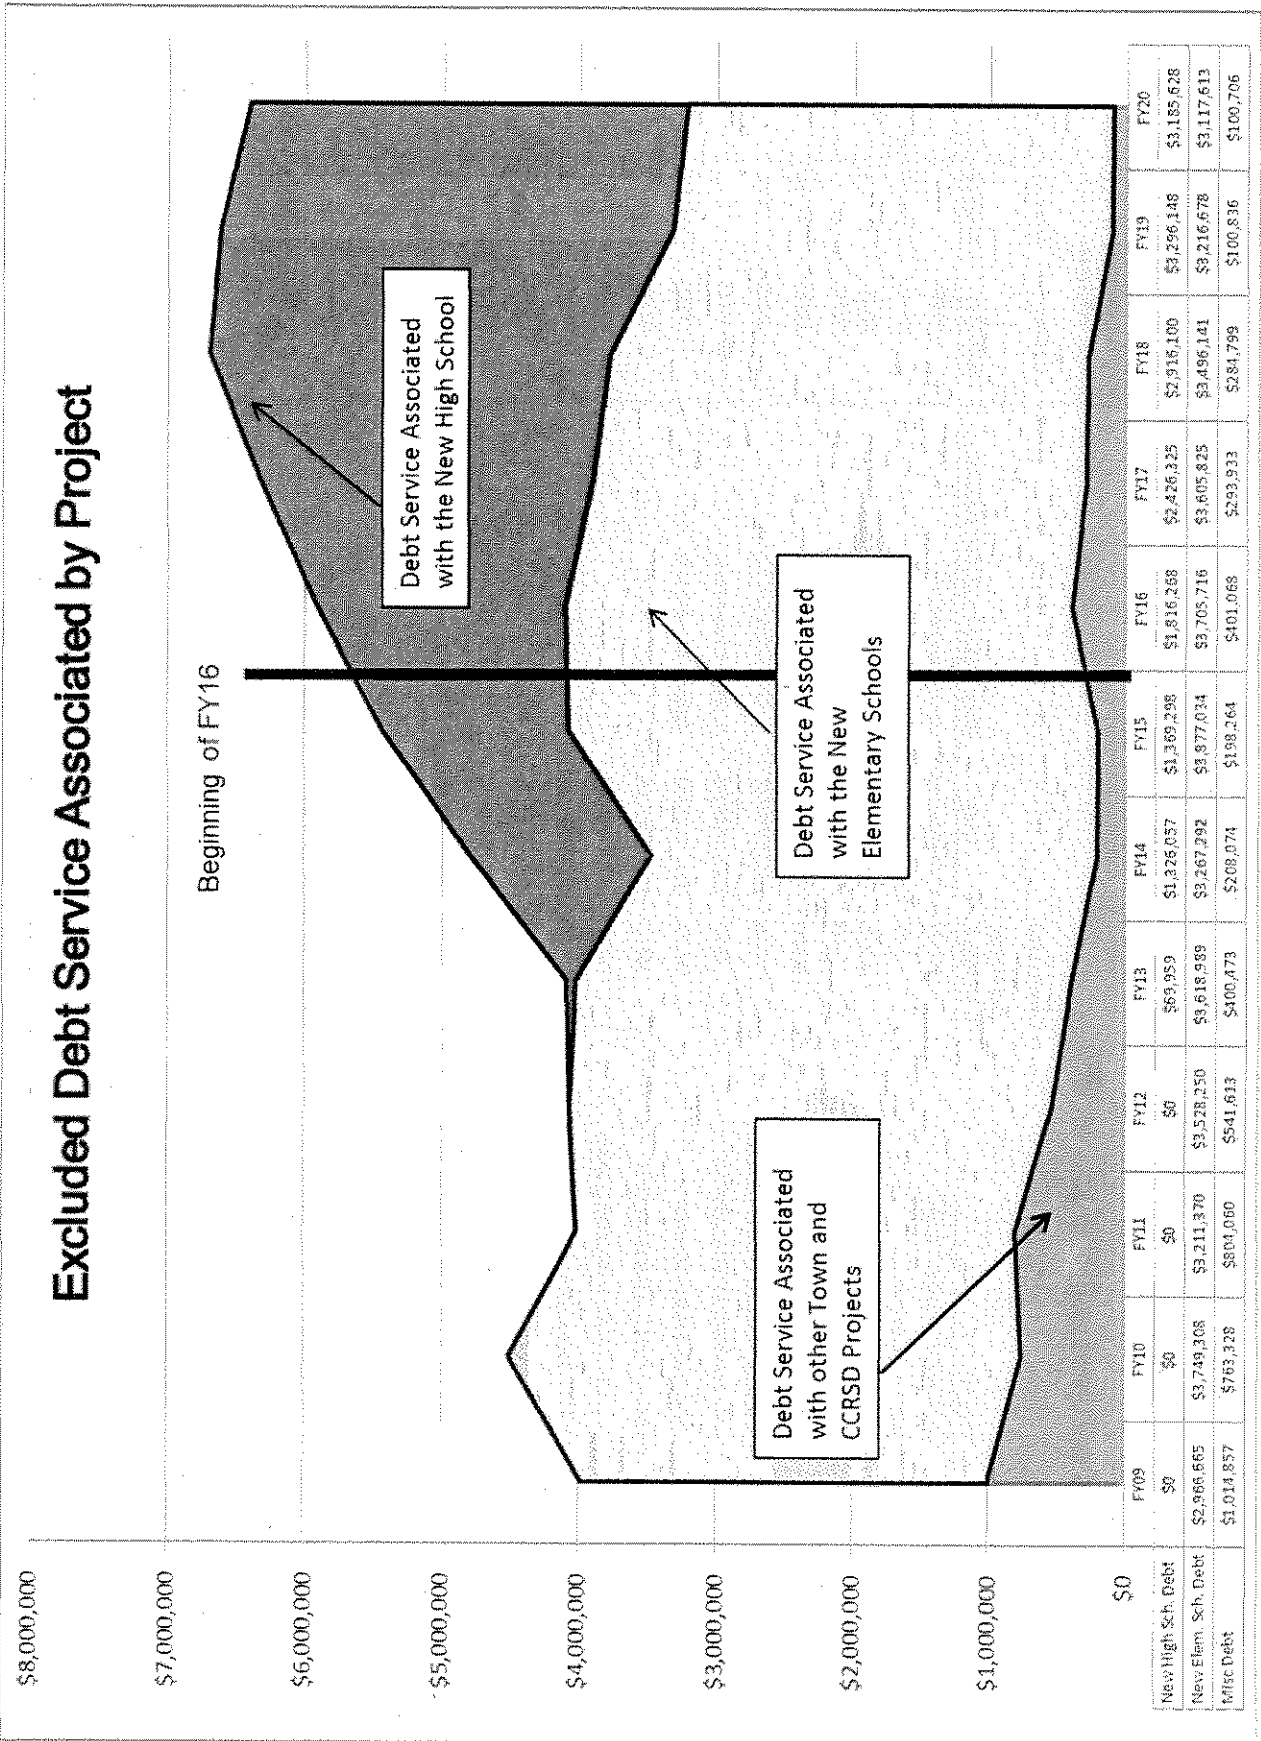 Excluded Debt Service Associated by Project
$8,000,000
$7,000,000
$6,000,000
$5,000,000
$4,000,000
$3,000,000
$2,000,000
$1,000,000
$0
Beginning of FY16
Debt Service Associated
with the New High School
Debt Service Associated
with the New
Elementary Schools
Debt Service Associated
with other Town and
CCRSD Projects
FY09 FY10 FY11 FY12 FY13 FY14 FY15 FY16 FY17 FY18 FY19 FY20
New High Sch. Debt $0 $0 $0 $0 $69,959 $1,326,057 $1,369,298 $1,816,268 $2,426,325 $2,916,100 $3,296,148 $3,185,628
New Elem. Sch. Debt $2,966,665 $3,749,308 $3,211,370 $3,528,250 $3,618,989 $3,267,292 $3,877,034 $3,705,716 $3,605,825 $3,496,141 $3,216,678 $3,117,613
Misc Debt $1,014,857 $763,328 $804,060 $541,613 $400,473 $208,074 $198,264 $401,068 $293,933 $284,799 $100,836 $100,706